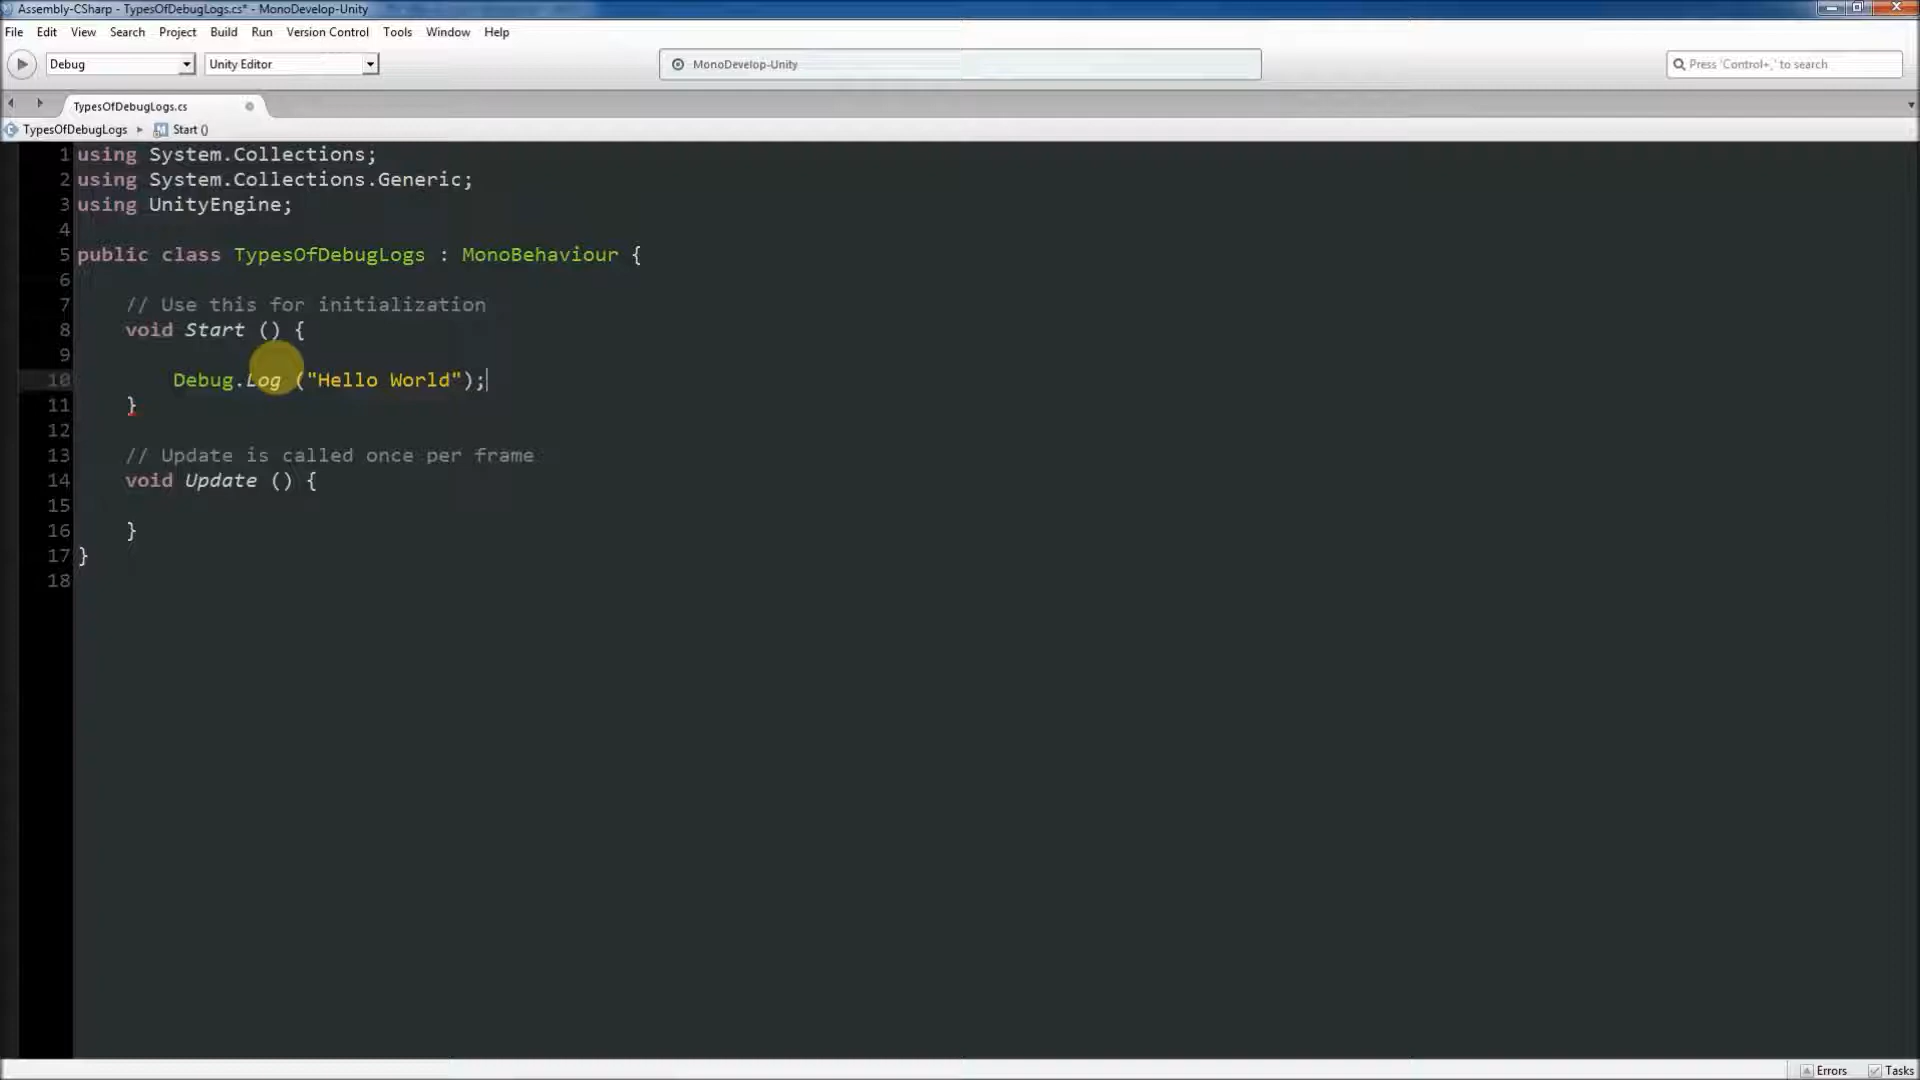 Assembly-CSharp - TypesOfDebugLogs.cs* - MonoDevelop-Unity
File Edit View Search Project Build Run Version Control Tools Window Help
Debug Unity Editor MonoDevelop-Unity Press 'Control+,' to search
TypesOfDebugLogs.cs
TypesOfDebugLogs Start ()
1 using System.Collections;
2 using System.Collections.Generic;
3 using UnityEngine;
4
5 public class TypesOfDebugLogs : MonoBehaviour {
6
7 // Use this for initialization
8 void Start () {
9
10 Debug.Log ("Hello World");
11 }
12
13 // Update is called once per frame
14 void Update () {
15
16 }
17 }
18
Errors Tasks